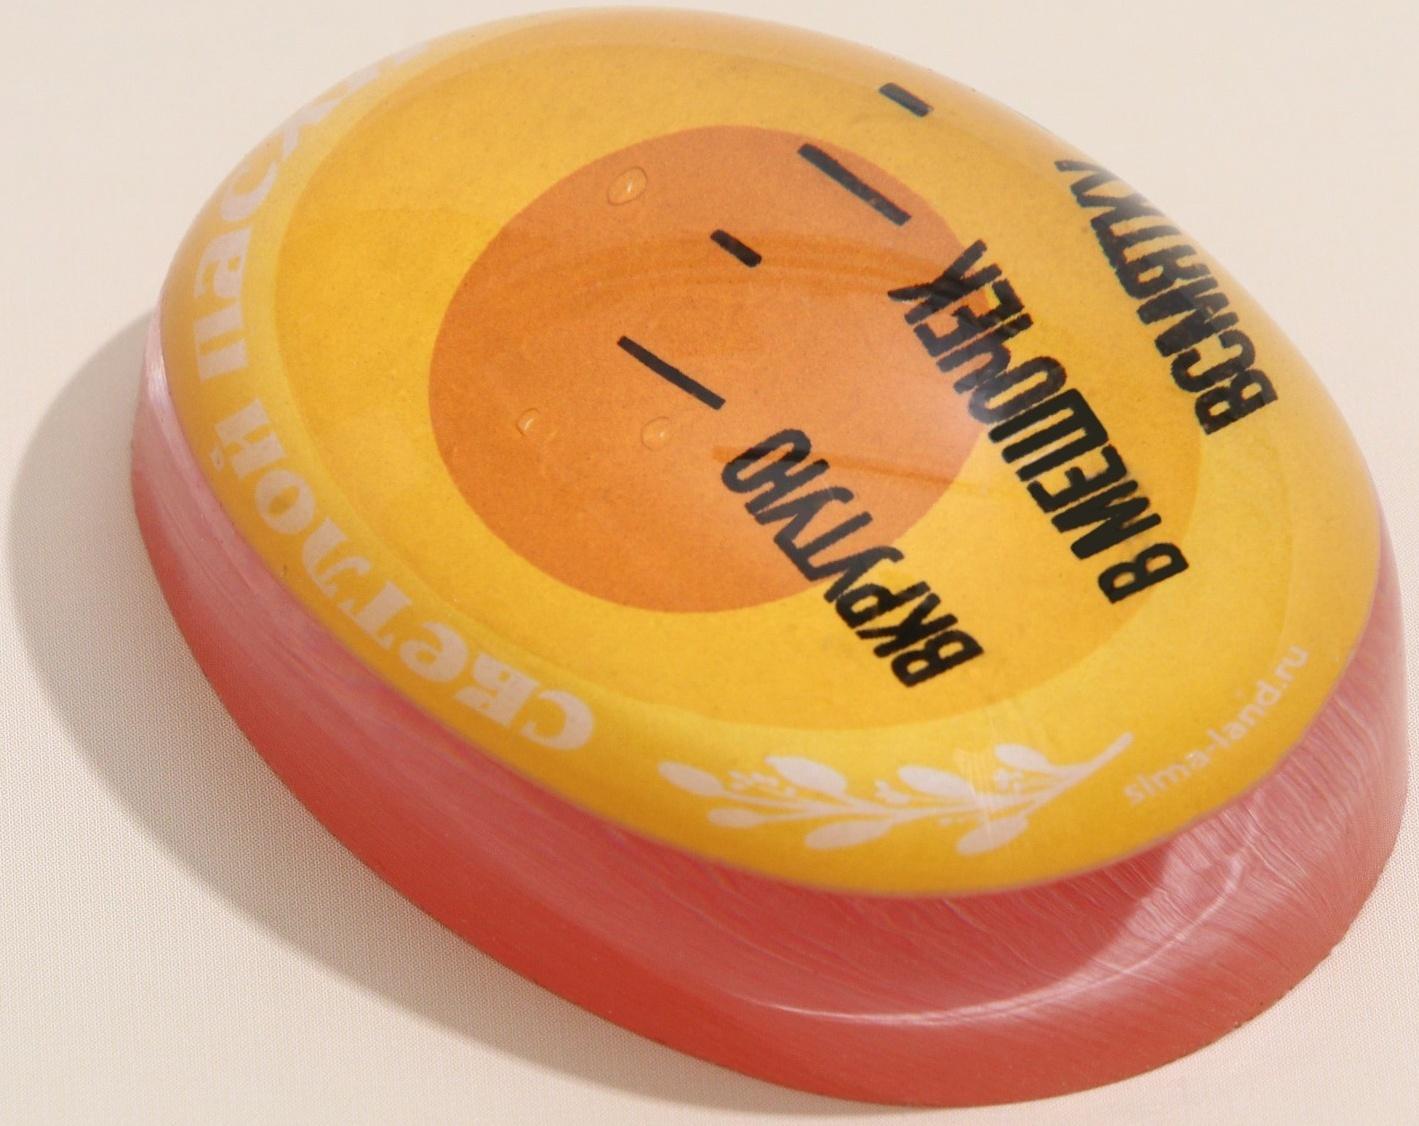 светлой пасхи
ВСМЯТКУ
В МЕШОЧЕК
ВКРУТУЮ
sima-land.ru